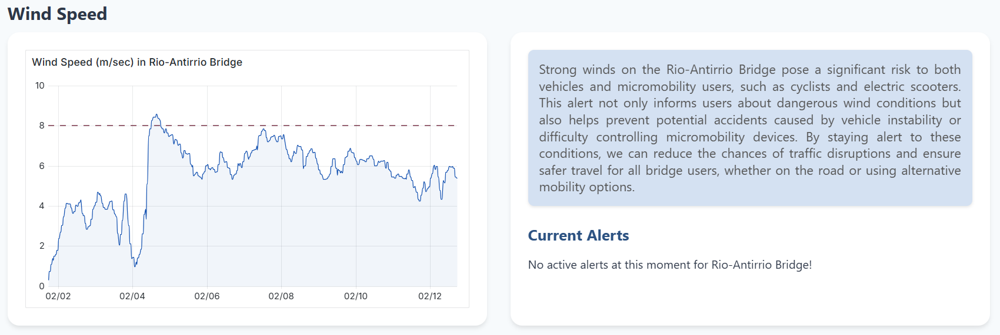 Wind Speed
Wind Speed (m/sec) in Rio-Antirrio Bridge
10
8
6
4
2
0
02/02 02/04 02/06 02/08 02/10 02/12
Strong winds on the Rio-Antirrio Bridge pose a significant risk to both
vehicles and micromobility users, such as cyclists and electric scooters.
This alert not only informs users about dangerous wind conditions but
also helps prevent potential accidents caused by vehicle instability or
difficulty controlling micromobility devices. By staying alert to these
conditions, we can reduce the chances of traffic disruptions and ensure
safer travel for all bridge users, whether on the road or using alternative
mobility options.
Current Alerts
No active alerts at this moment for Rio-Antirrio Bridge!